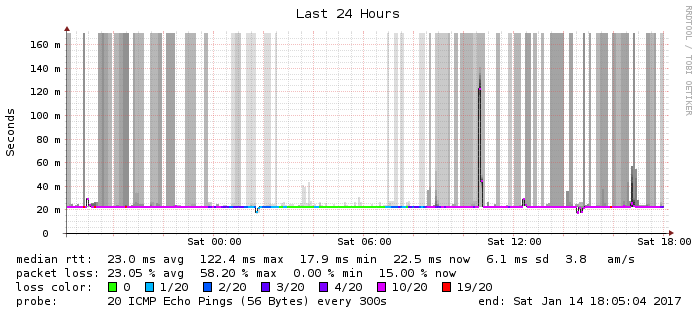 Last 24 Hours
RRDTOOL / TOBI OETIKER
Seconds
160 m
140 m
120 m
100 m
80 m
60 m
40 m
20 m
0
Sat 00:00 Sat 06:00 Sat 12:00 Sat 18:00
median rtt: 23.0 ms avg 122.4 ms max 17.9 ms min 22.5 ms now 6.1 ms sd 3.8 am/s
packet loss: 23.05 % avg 58.20 % max 0.00 % min 15.00 % now
loss color: 0 1/20 2/20 3/20 4/20 10/20 19/20
probe: 20 ICMP Echo Pings (56 Bytes) every 300s end: Sat Jan 14 18:05:04 2017